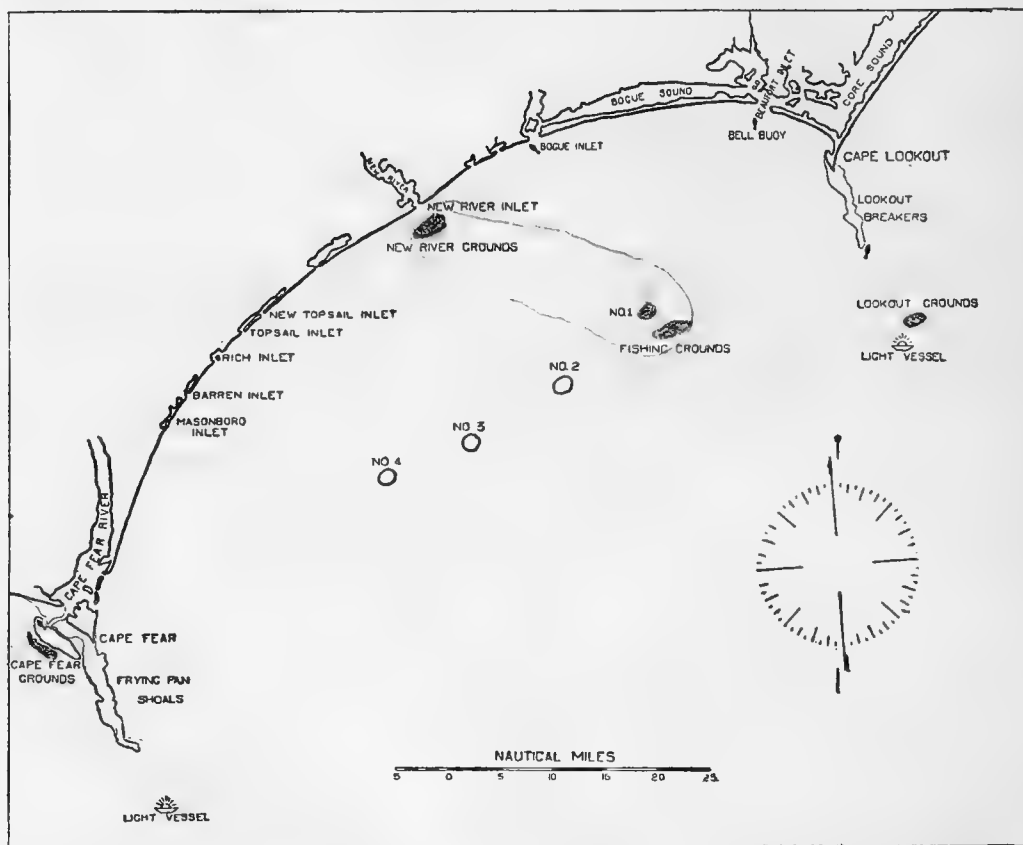 BOGUE SOUND
BEAUFORT INLET
CORE SOUND
BELL BUOY
BOGUE INLET
CAPE LOOKOUT
NEW RIVER
LOOKOUT
BREAKERS
NEW RIVER INLET
NEW RIVER GROUNDS
LOOKOUT GROUNDS
NO.1
NEW TOPSAIL INLET
TOPSAIL INLET
FISHING GROUNDS
LIGHT VESSEL
RICH INLET
NO. 2
BARREN INLET
MASONBORO
INLET
NO. 3
NO. 4
CAPE FEAR RIVER
CAPE FEAR
CAPE FEAR
GROUNDS
FRYING PAN
SHOALS
NAUTICAL MILES
5 0 5 10 15 20 25
LIGHT VESSEL